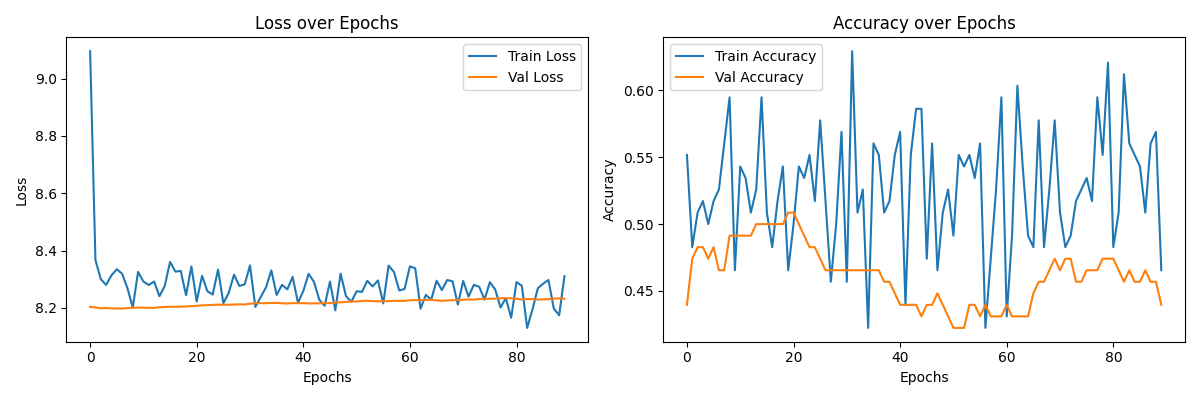 Loss over Epochs
Loss
9.0
8.8
8.6
8.4
8.2
Train Loss
Val Loss
0
20
40
60
80
Epochs
Accuracy over Epochs
Accuracy
0.60
0.55
0.50
0.45
Train Accuracy
Val Accuracy
0
20
40
60
80
Epochs